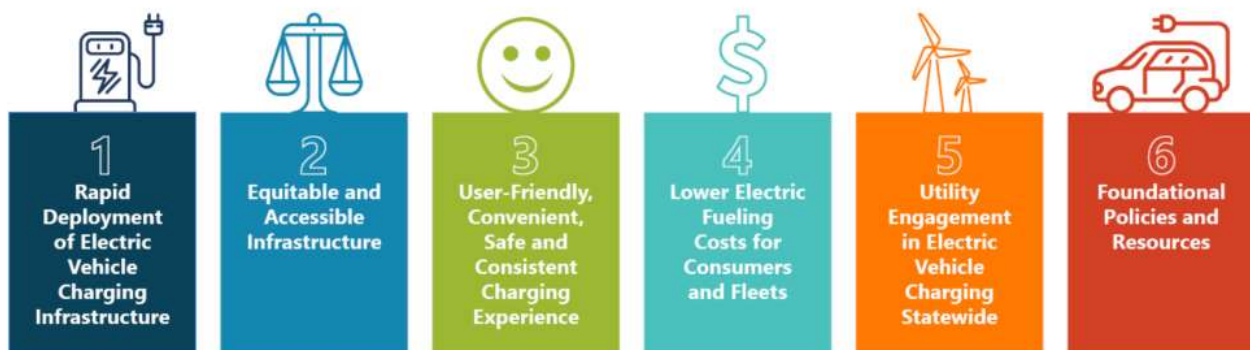 1
Rapid
Deployment
of Electric
Vehicle
Charging
Infrastructure
2
Equitable and
Accessible
Infrastructure
3
User-Friendly,
Convenient,
Safe and
Consistent
Charging
Experience
4
Lower Electric
Fueling
Costs for
Consumers
and Fleets
5
Utility
Engagement
in Electric
Vehicle
Charging
Statewide
6
Foundational
Policies and
Resources